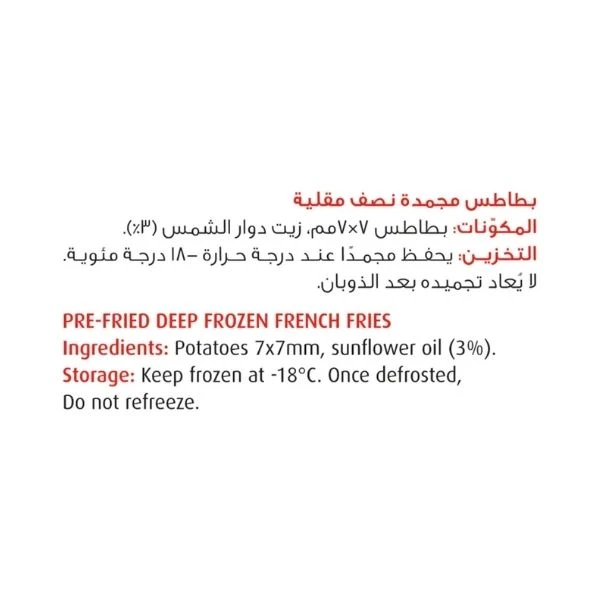 بطاطس مجمدة نصف مقلية
المكوّنات: بطاطس ٧×٧مم، زيت دوار الشمس (٣٪).
التخزين: يحفظ مجمدًا عند درجة حرارة –١٨ درجة مئوية.
لا يُعاد تجميده بعد الذوبان.
PRE-FRIED DEEP FROZEN FRENCH FRIES
Ingredients: Potatoes 7x7mm, sunflower oil (3%).
Storage: Keep frozen at -18°C. Once defrosted,
Do not refreeze.